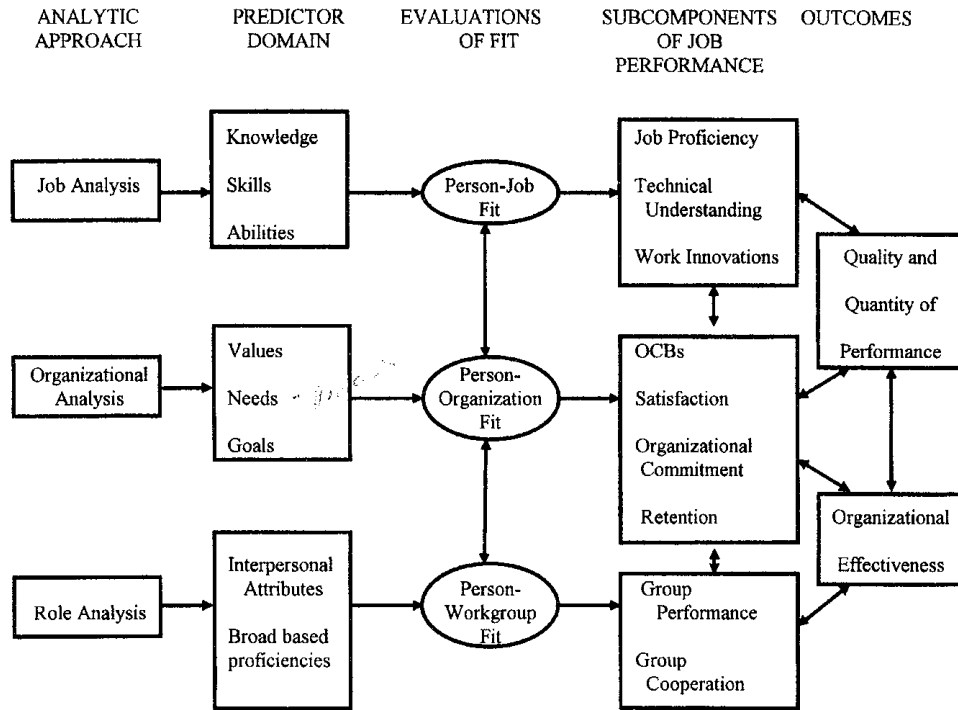 ANALYTIC
APPROACH
PREDICTOR
DOMAIN
EVALUATIONS
OF FIT
SUBCOMPONENTS
OF JOB
PERFORMANCE
OUTCOMES
Job Analysis
Knowledge
Skills
Abilities
Person-Job
Fit
Job Proficiency
Technical
Understanding
Work Innovations
Quality and
Quantity of
Performance
Organizational
Analysis
Values
Needs
Goals
Person-
Organization
Fit
OCBs
Satisfaction
Organizational
Commitment
Retention
Organizational
Effectiveness
Role Analysis
Interpersonal
Attributes
Broad based
proficiencies
Person-
Workgroup
Fit
Group
Performance
Group
Cooperation